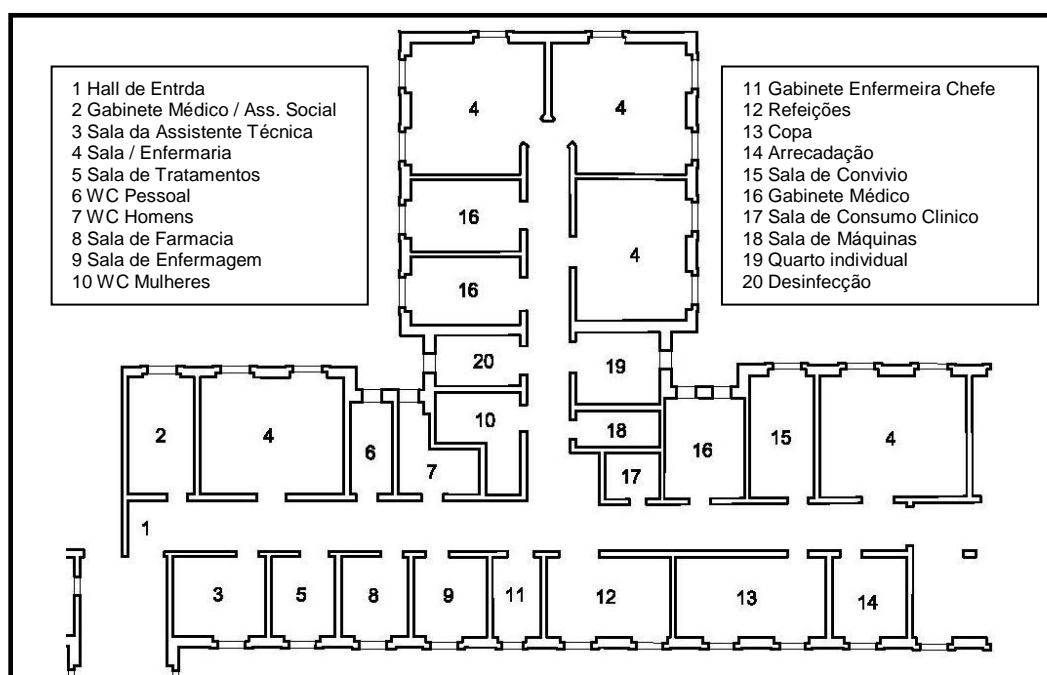 1 Hall de Entrda
2 Gabinete Médico / Ass. Social
3 Sala da Assistente Técnica
4 Sala / Enfermaria
5 Sala de Tratamentos
6 WC Pessoal
7 WC Homens
8 Sala de Farmacia
9 Sala de Enfermagem
10 WC Mulheres
11 Gabinete Enfermeira Chefe
12 Refeições
13 Copa
14 Arrecadação
15 Sala de Convivio
16 Gabinete Médico
17 Sala de Consumo Clinico
18 Sala de Máquinas
19 Quarto individual
20 Desinfecção
4 4
16
4
16
20 19
10 18
2 4 6 7 17 16 15 4
1
3 5 8 9 11 12 13 14